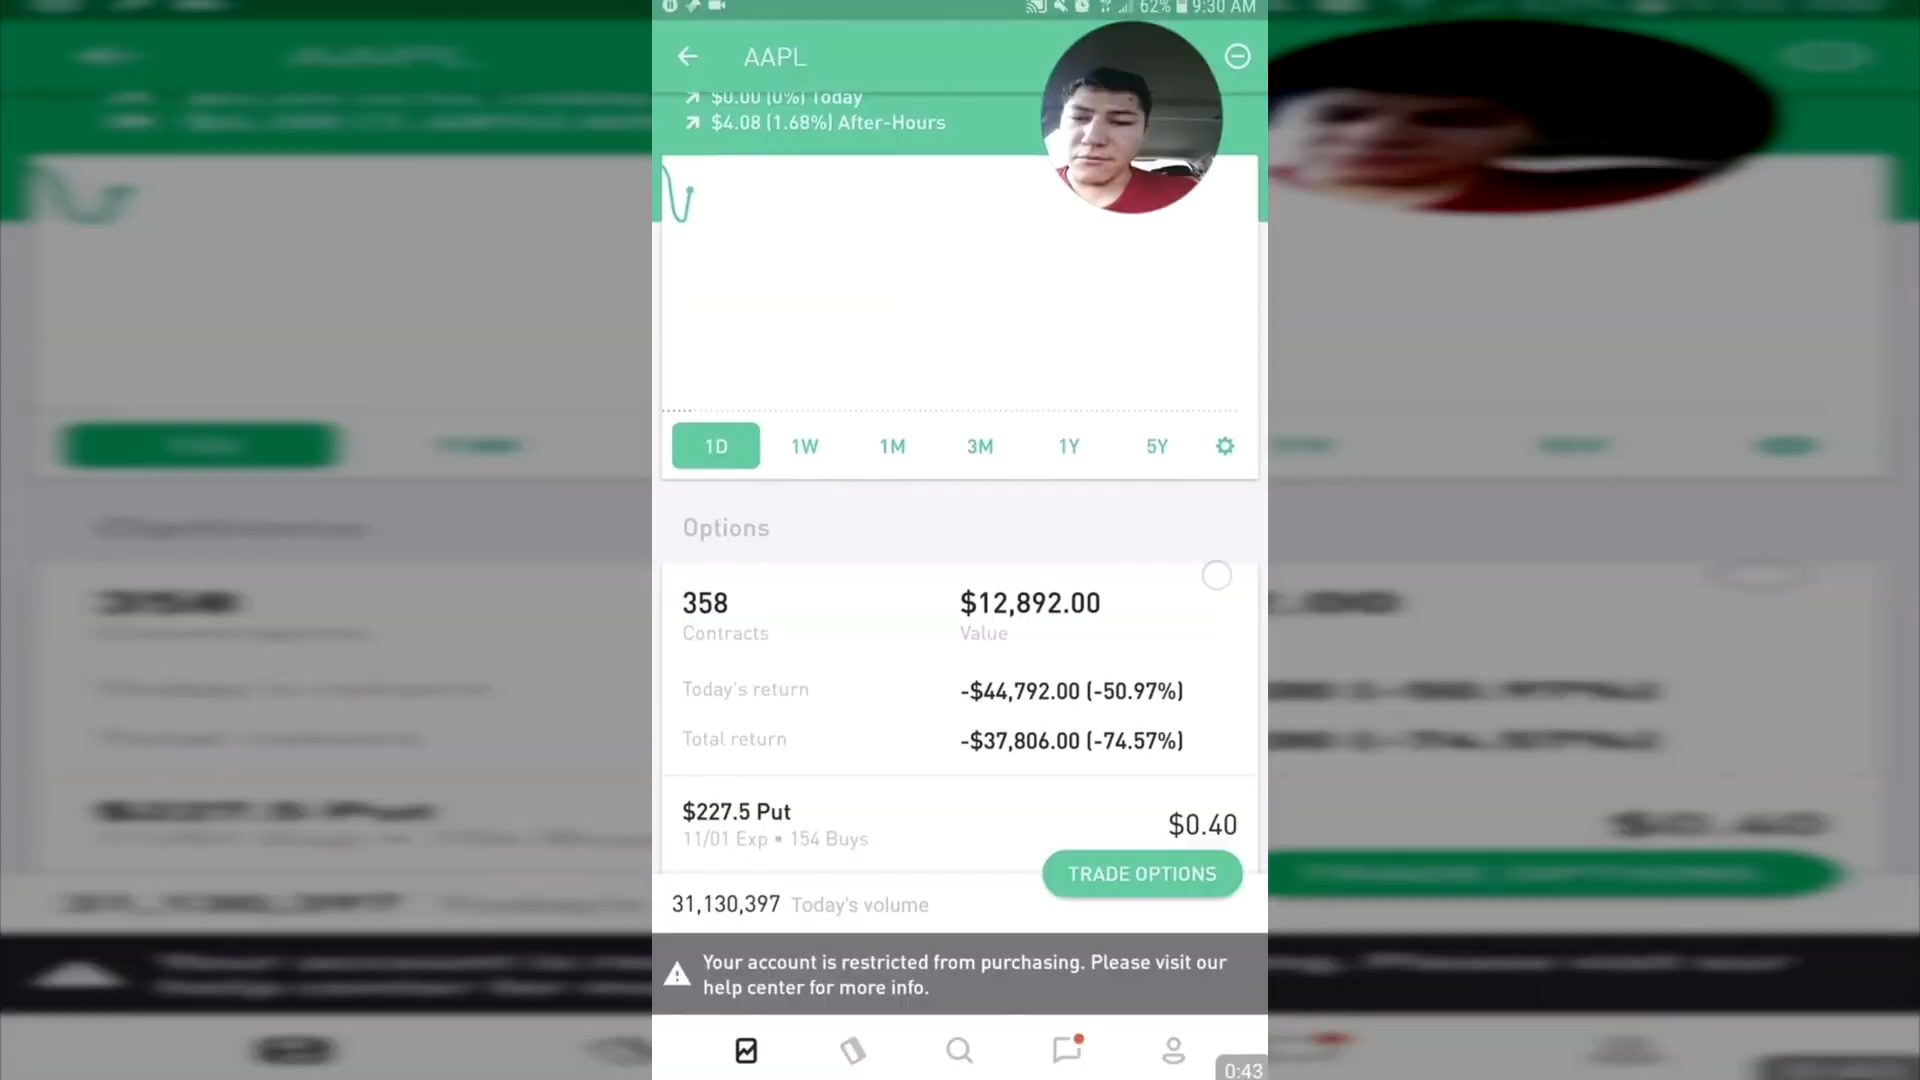 62% 9:30 AM
AAPL
$0.00 (0%) Today
$4.08 (1.68%) After-Hours
1D 1W 1M 3M 1Y 5Y
Options
358 $12,892.00
Contracts Value
Today's return -$44,792.00 (-50.97%)
Total return -$37,806.00 (-74.57%)
$227.5 Put $0.40
11/01 Exp • 154 Buys
TRADE OPTIONS
31,130,397 Today's volume
Your account is restricted from purchasing. Please visit our
help center for more info.
0:43